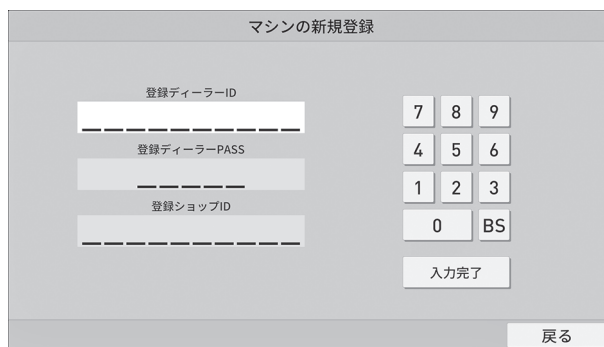 マシンの新規登録
登録ディーラーID
登録ディーラーPASS
登録ショップID
7 8 9
4 5 6
1 2 3
0 BS
入力完了
戻る